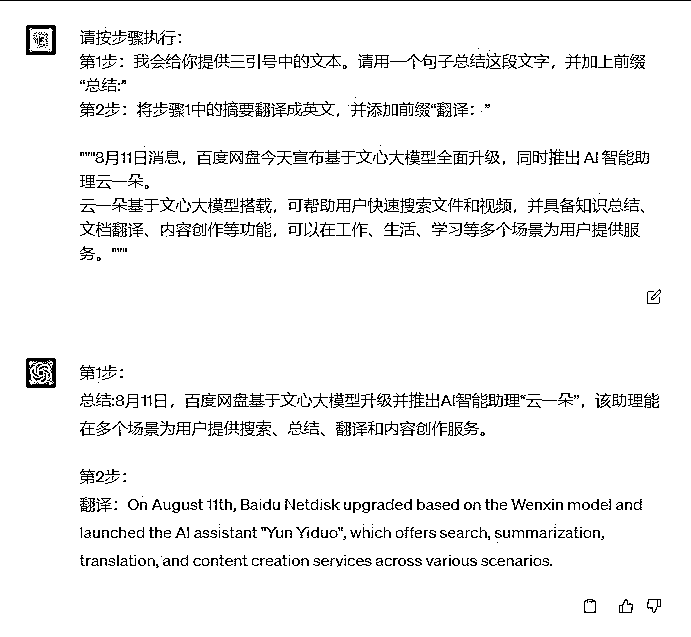 请按步骤执行：
第1步：我会给你提供三引号中的文本。请用一个句子总结这段文字，并加上前缀
“总结:”
第2步：将步骤1中的摘要翻译成英文，并添加前缀“翻译：”
"""8月11日消息，百度网盘今天宣布基于文心大模型全面升级，同时推出 AI 智能助
理云一朵。
云一朵基于文心大模型搭载，可帮助用户快速搜索文件和视频，并具备知识总结、
文档翻译、内容创作等功能，可以在工作、生活、学习等多个场景为用户提供服
务。"""
第1步：
总结:8月11日，百度网盘基于文心大模型升级并推出AI智能助理“云一朵”，该助理能
在多个场景为用户提供搜索、总结、翻译和内容创作服务。
第2步：
翻译：On August 11th, Baidu Netdisk upgraded based on the Wenxin model and
launched the AI assistant "Yun Yiduo", which offers search, summarization,
translation, and content creation services across various scenarios.